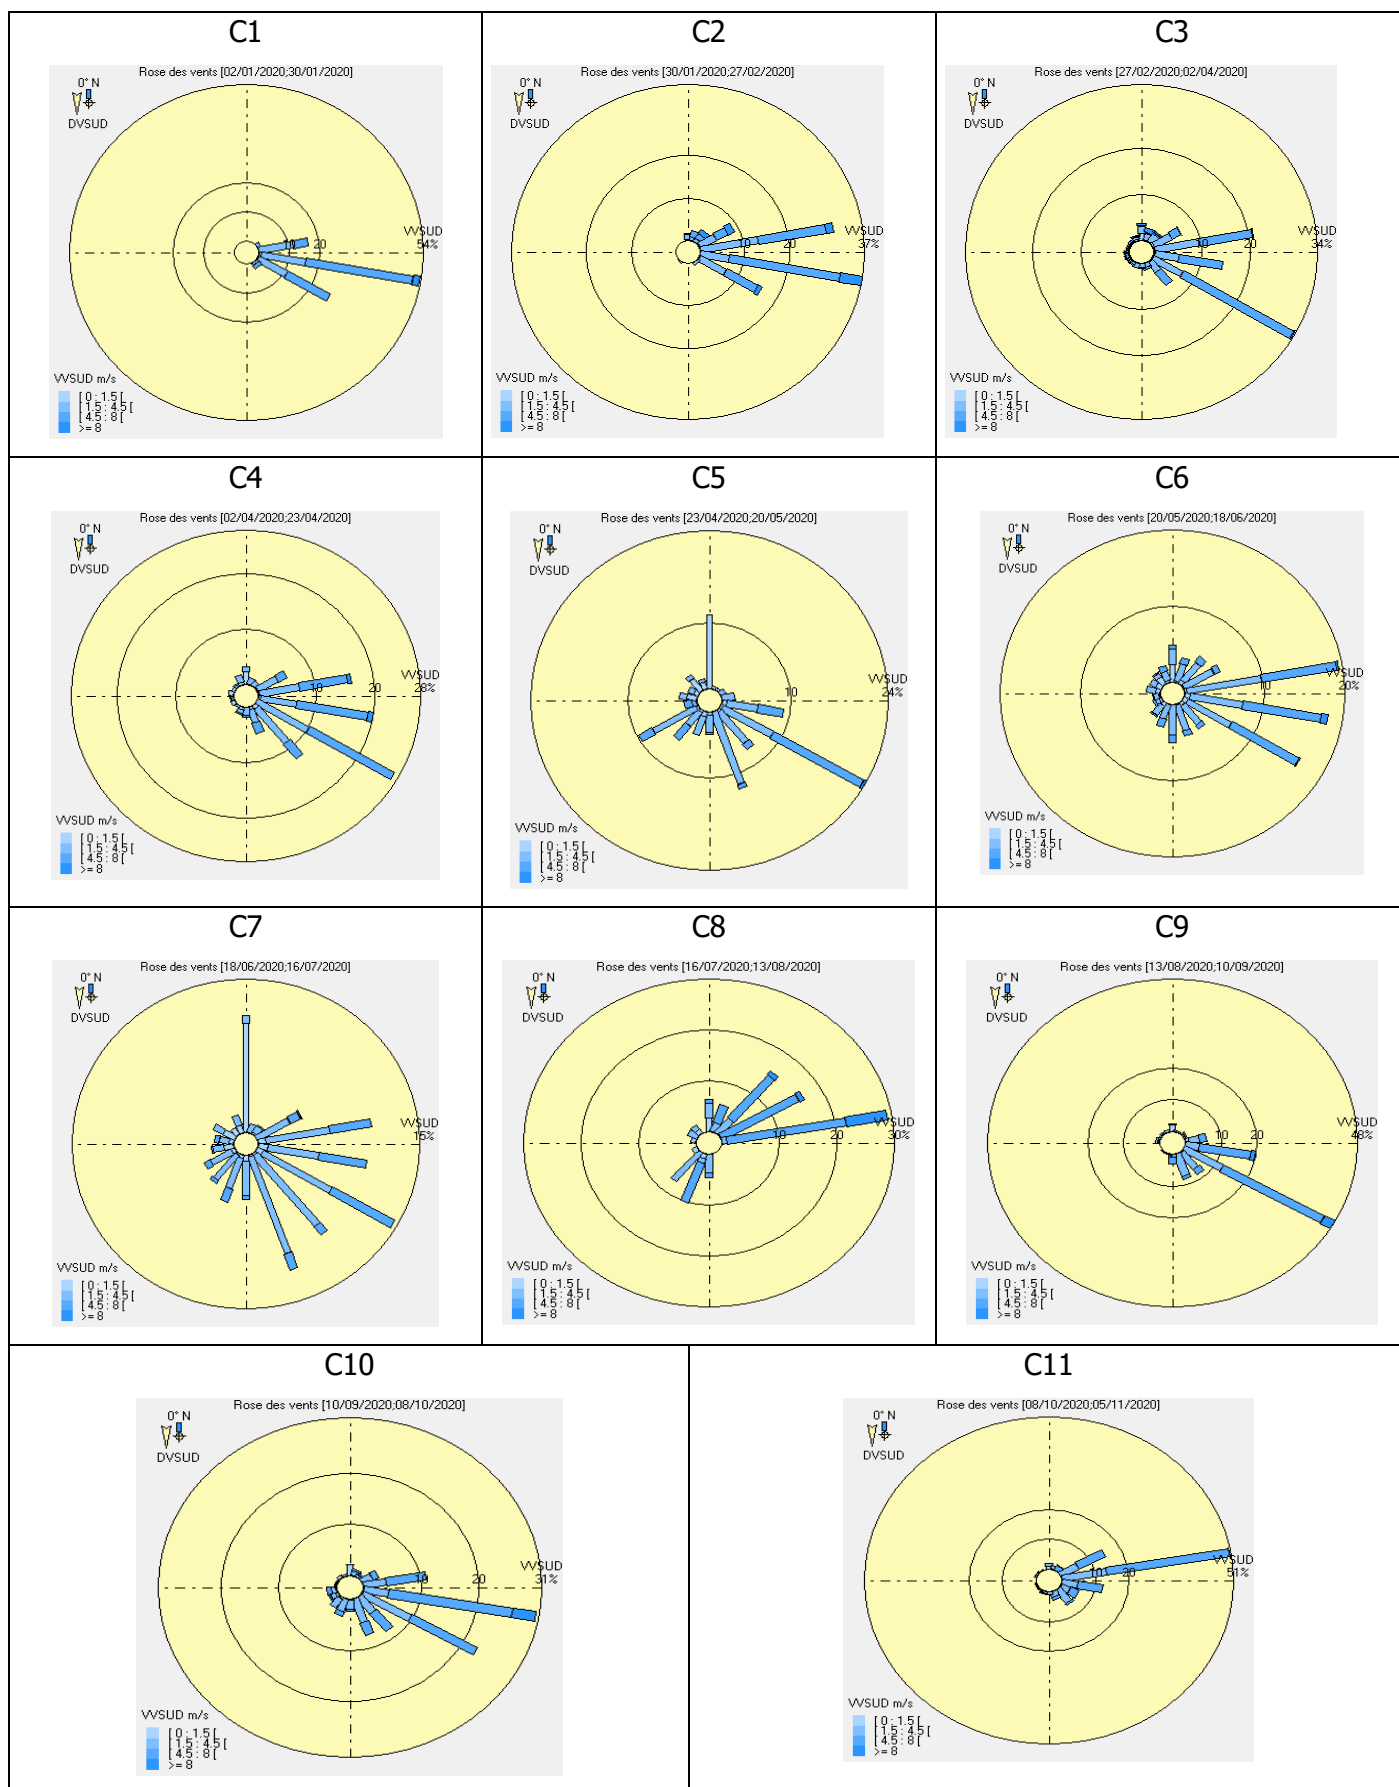 C1
Rose des vents [02/01/2020;30/01/2020]
0° N
DVSUD
VVSUD
10 20 54%
VVSUD m/s
[ 0 : 1.5 [
[ 1.5 : 4.5 [
[ 4.5 : 8 [
>= 8
C2
Rose des vents [30/01/2020;27/02/2020]
0° N
DVSUD
VVSUD
10 20 37%
VVSUD m/s
[ 0 : 1.5 [
[ 1.5 : 4.5 [
[ 4.5 : 8 [
>= 8
C3
Rose des vents [27/02/2020;02/04/2020]
0° N
DVSUD
VVSUD
10 20 34%
VVSUD m/s
[ 0 : 1.5 [
[ 1.5 : 4.5 [
[ 4.5 : 8 [
>= 8
C4
Rose des vents [02/04/2020;23/04/2020]
0° N
DVSUD
VVSUD
10 20 28%
VVSUD m/s
[ 0 : 1.5 [
[ 1.5 : 4.5 [
[ 4.5 : 8 [
>= 8
C5
Rose des vents [23/04/2020;20/05/2020]
0° N
DVSUD
VVSUD
10 24%
VVSUD m/s
[ 0 : 1.5 [
[ 1.5 : 4.5 [
[ 4.5 : 8 [
>= 8
C6
Rose des vents [20/05/2020;18/06/2020]
0° N
DVSUD
VVSUD
10 20%
VVSUD m/s
[ 0 : 1.5 [
[ 1.5 : 4.5 [
[ 4.5 : 8 [
>= 8
C7
Rose des vents [18/06/2020;16/07/2020]
0° N
DVSUD
VVSUD
15%
VVSUD m/s
[ 0 : 1.5 [
[ 1.5 : 4.5 [
[ 4.5 : 8 [
>= 8
C8
Rose des vents [16/07/2020;13/08/2020]
0° N
DVSUD
VVSUD
10 20 30%
VVSUD m/s
[ 0 : 1.5 [
[ 1.5 : 4.5 [
[ 4.5 : 8 [
>= 8
C9
Rose des vents [13/08/2020;10/09/2020]
0° N
DVSUD
VVSUD
10 20 48%
VVSUD m/s
[ 0 : 1.5 [
[ 1.5 : 4.5 [
[ 4.5 : 8 [
>= 8
C10
Rose des vents [10/09/2020;08/10/2020]
0° N
DVSUD
VVSUD
10 20 31%
VVSUD m/s
[ 0 : 1.5 [
[ 1.5 : 4.5 [
[ 4.5 : 8 [
>= 8
C11
Rose des vents [08/10/2020;05/11/2020]
0° N
DVSUD
VVSUD
10 20 51%
VVSUD m/s
[ 0 : 1.5 [
[ 1.5 : 4.5 [
[ 4.5 : 8 [
>= 8